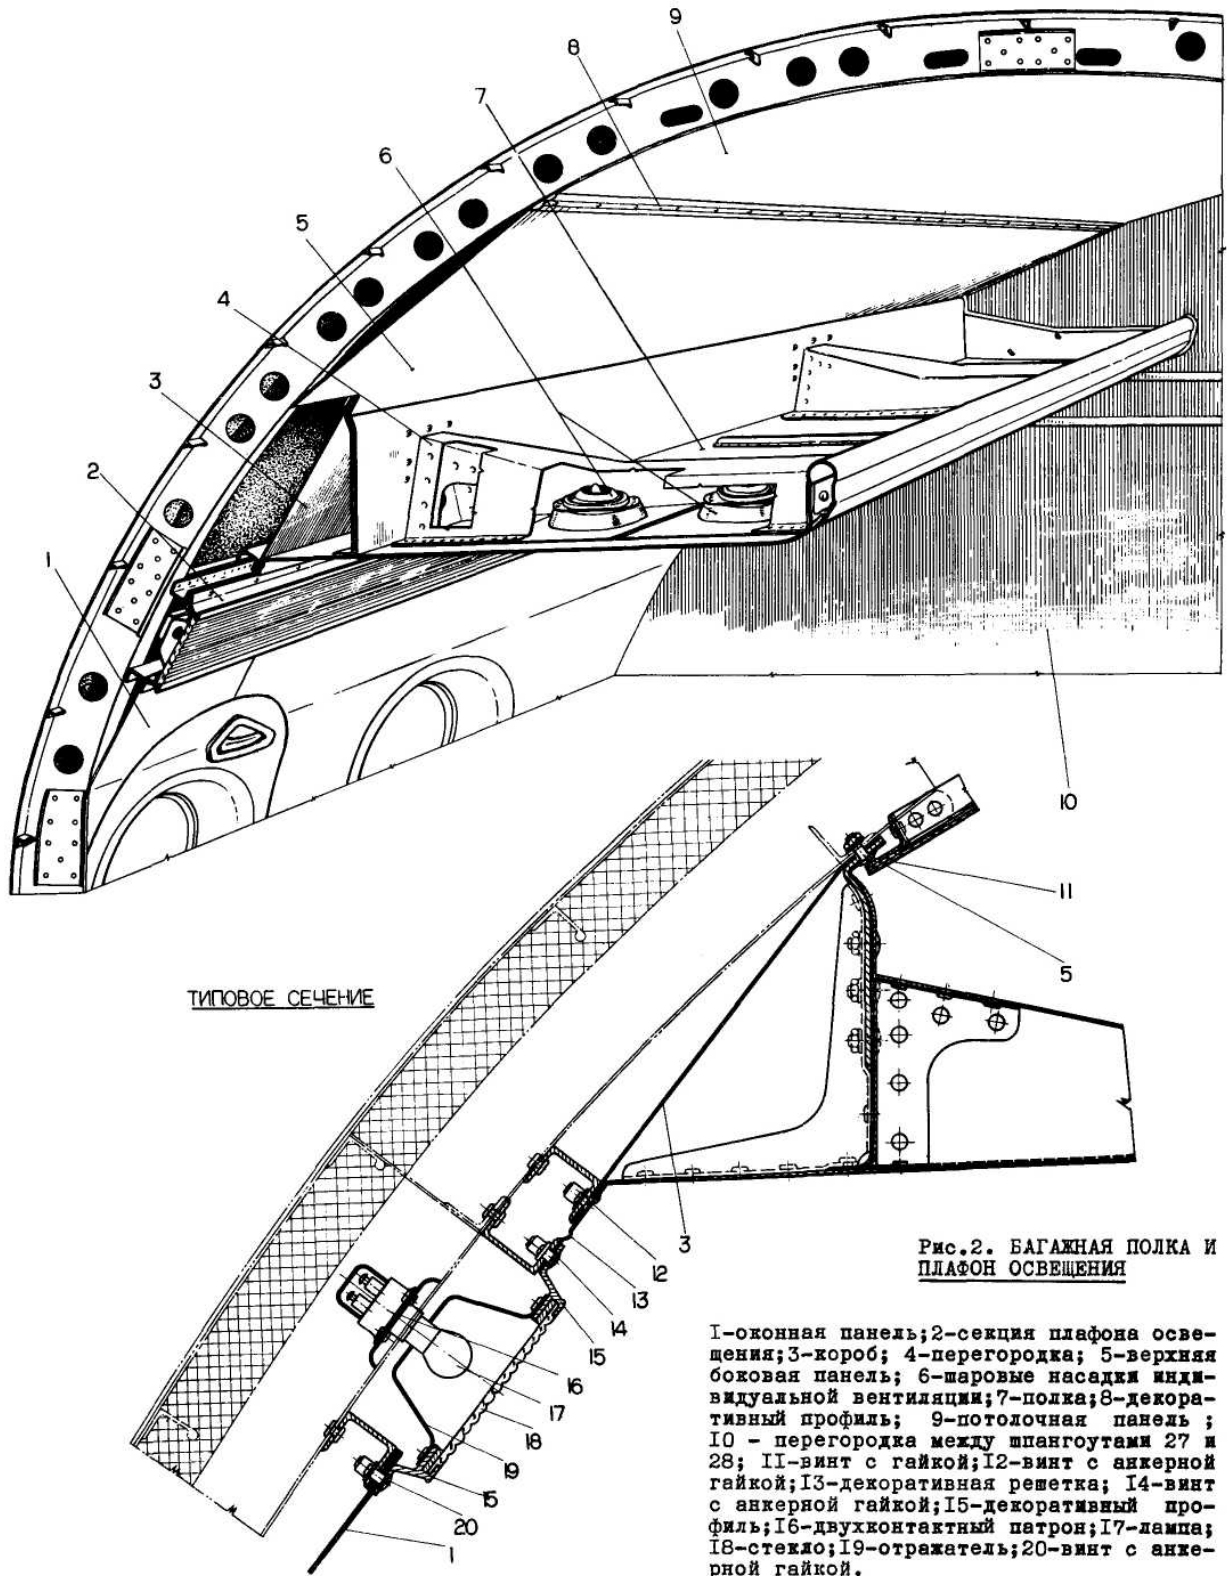 9
8
7
6
5
4
3
2
1
10
11
5
ТИПОВОЕ СЕЧЕНИЕ
3
12
13
14
15
16
17
18
19
15
20
1
Рис.2. БАГАЖНАЯ ПОЛКА И
ПЛАФОН ОСВЕЩЕНИЯ
I-оконная панель;2-секция плафона осве-
щения;3-короб; 4-перегородка; 5-верхняя
боковая панель; 6-шаровые насадки инди-
видуальной вентиляции;7-полка;8-декора-
тивный профиль; 9-потолочная панель ;
IO - перегородка между шпангоутами 27 и
28; II-винт с гайкой;I2-винт с анкерной
гайкой;I3-декоративная решетка; I4-винт
с анкерной гайкой;I5-декоративный про-
филь;I6-двухконтактный патрон;I7-лампа;
I8-стекло;I9-отражатель;20-винт с анке-
рной гайкой.